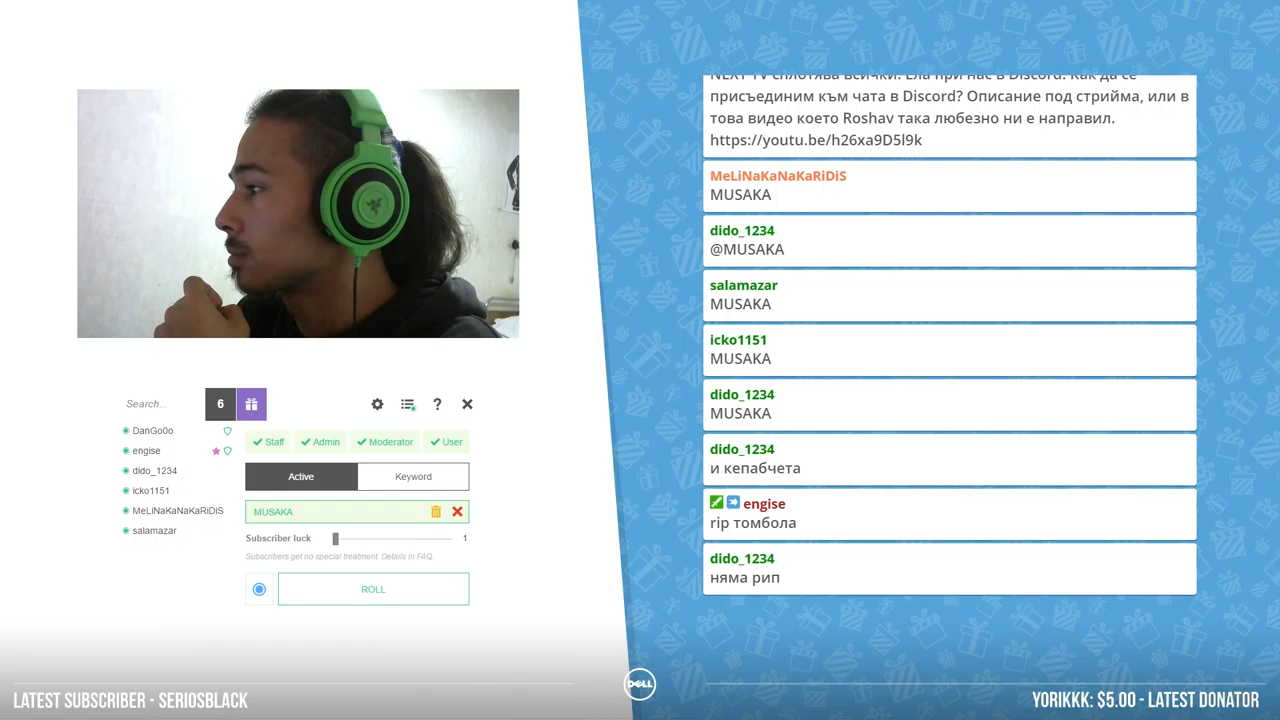 Search...
6
DanGo0o
engise
dido_1234
icko1151
MeLiNaKaNaKaRiDiS
salamazar
Staff
Admin
Moderator
User
Active
Keyword
MUSAKA
Subscriber luck
1
Subscribers get no special treatment. Details in FAQ.
ROLL
NEXT TV сплотява всички! Ела при нас в Discord! Как да се
присъединим към чата в Discord? Описание под стрийма, или в
това видео което Roshav така любезно ни е направил.
https://youtu.be/h26xa9D5l9k
MeLiNaKaNaKaRiDiS
MUSAKA
dido_1234
@MUSAKA
salamazar
MUSAKA
icko1151
MUSAKA
dido_1234
MUSAKA
dido_1234
и кепабчета
engise
rip томбола
dido_1234
няма рип
LATEST SUBSCRIBER - SERIOSBLACK
DELL
YORIKKK: $5.00 - LATEST DONATOR